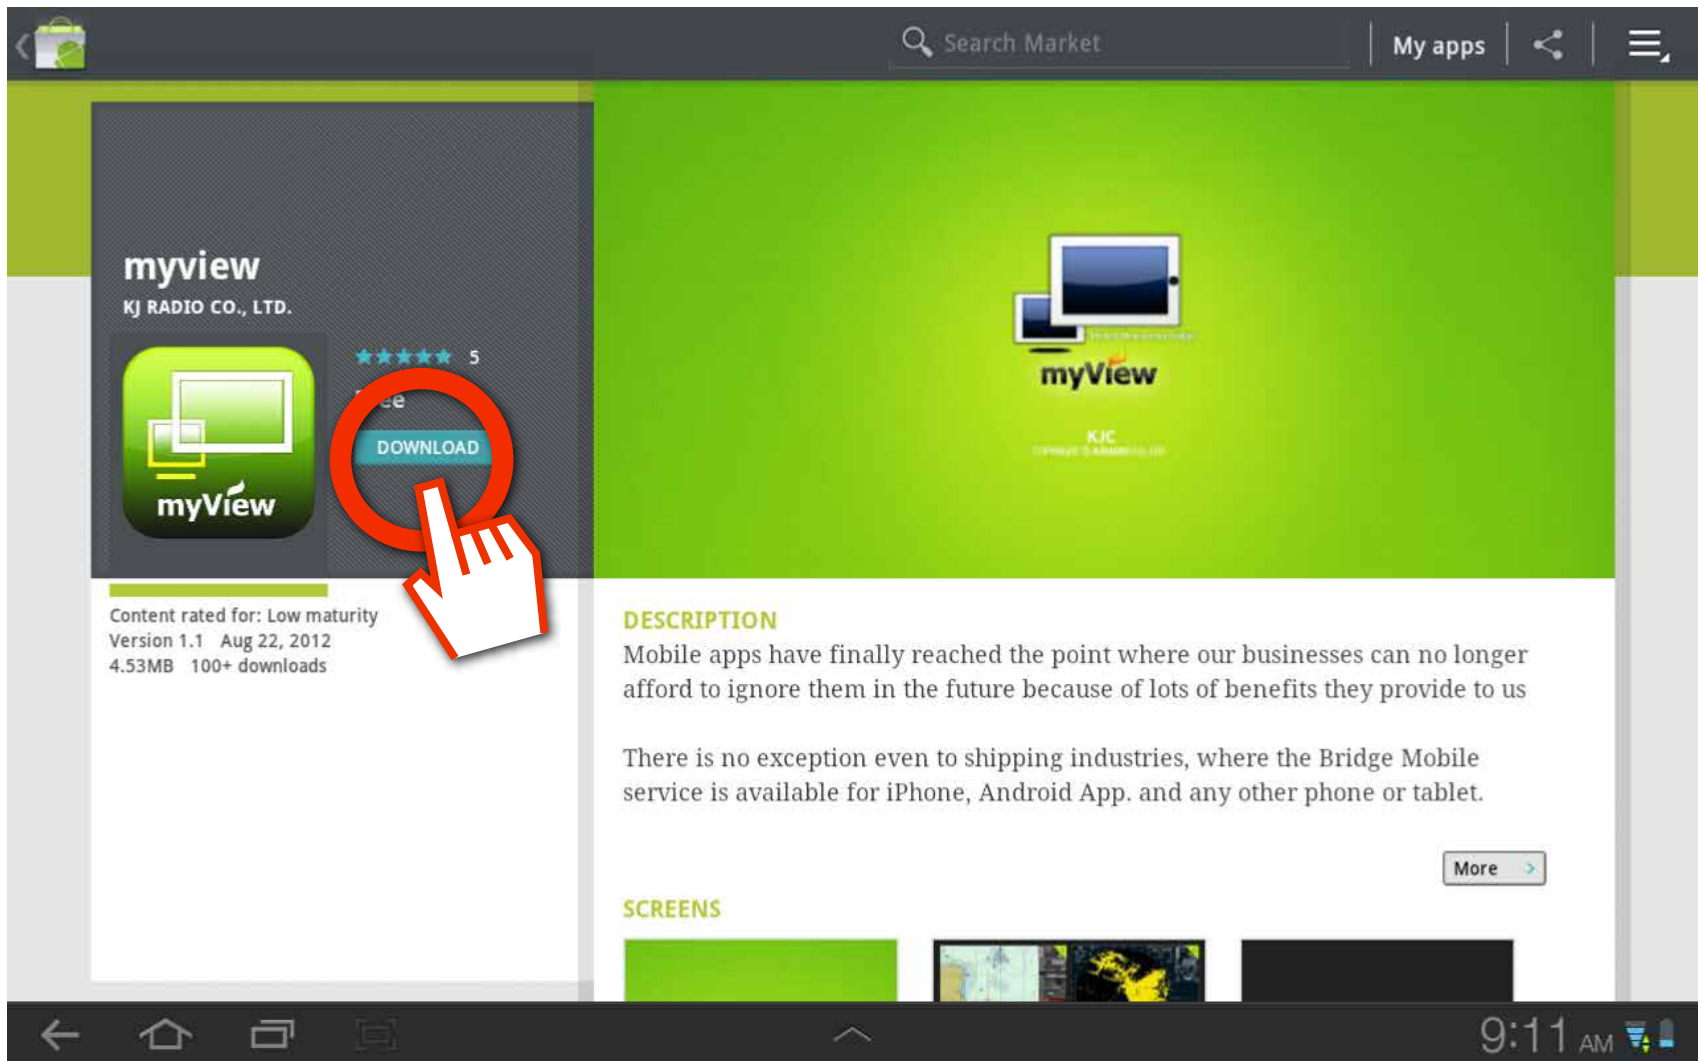 Search Market
My apps
myview
KJ RADIO CO., LTD.
5
DOWNLOAD
myView
myView
KJC
Content rated for: Low maturity
Version 1.1 Aug 22, 2012
4.53MB 100+ downloads
DESCRIPTION
Mobile apps have finally reached the point where our businesses can no longer
afford to ignore them in the future because of lots of benefits they provide to us
There is no exception even to shipping industries, where the Bridge Mobile
service is available for iPhone, Android App. and any other phone or tablet.
More
SCREENS
9:11 AM